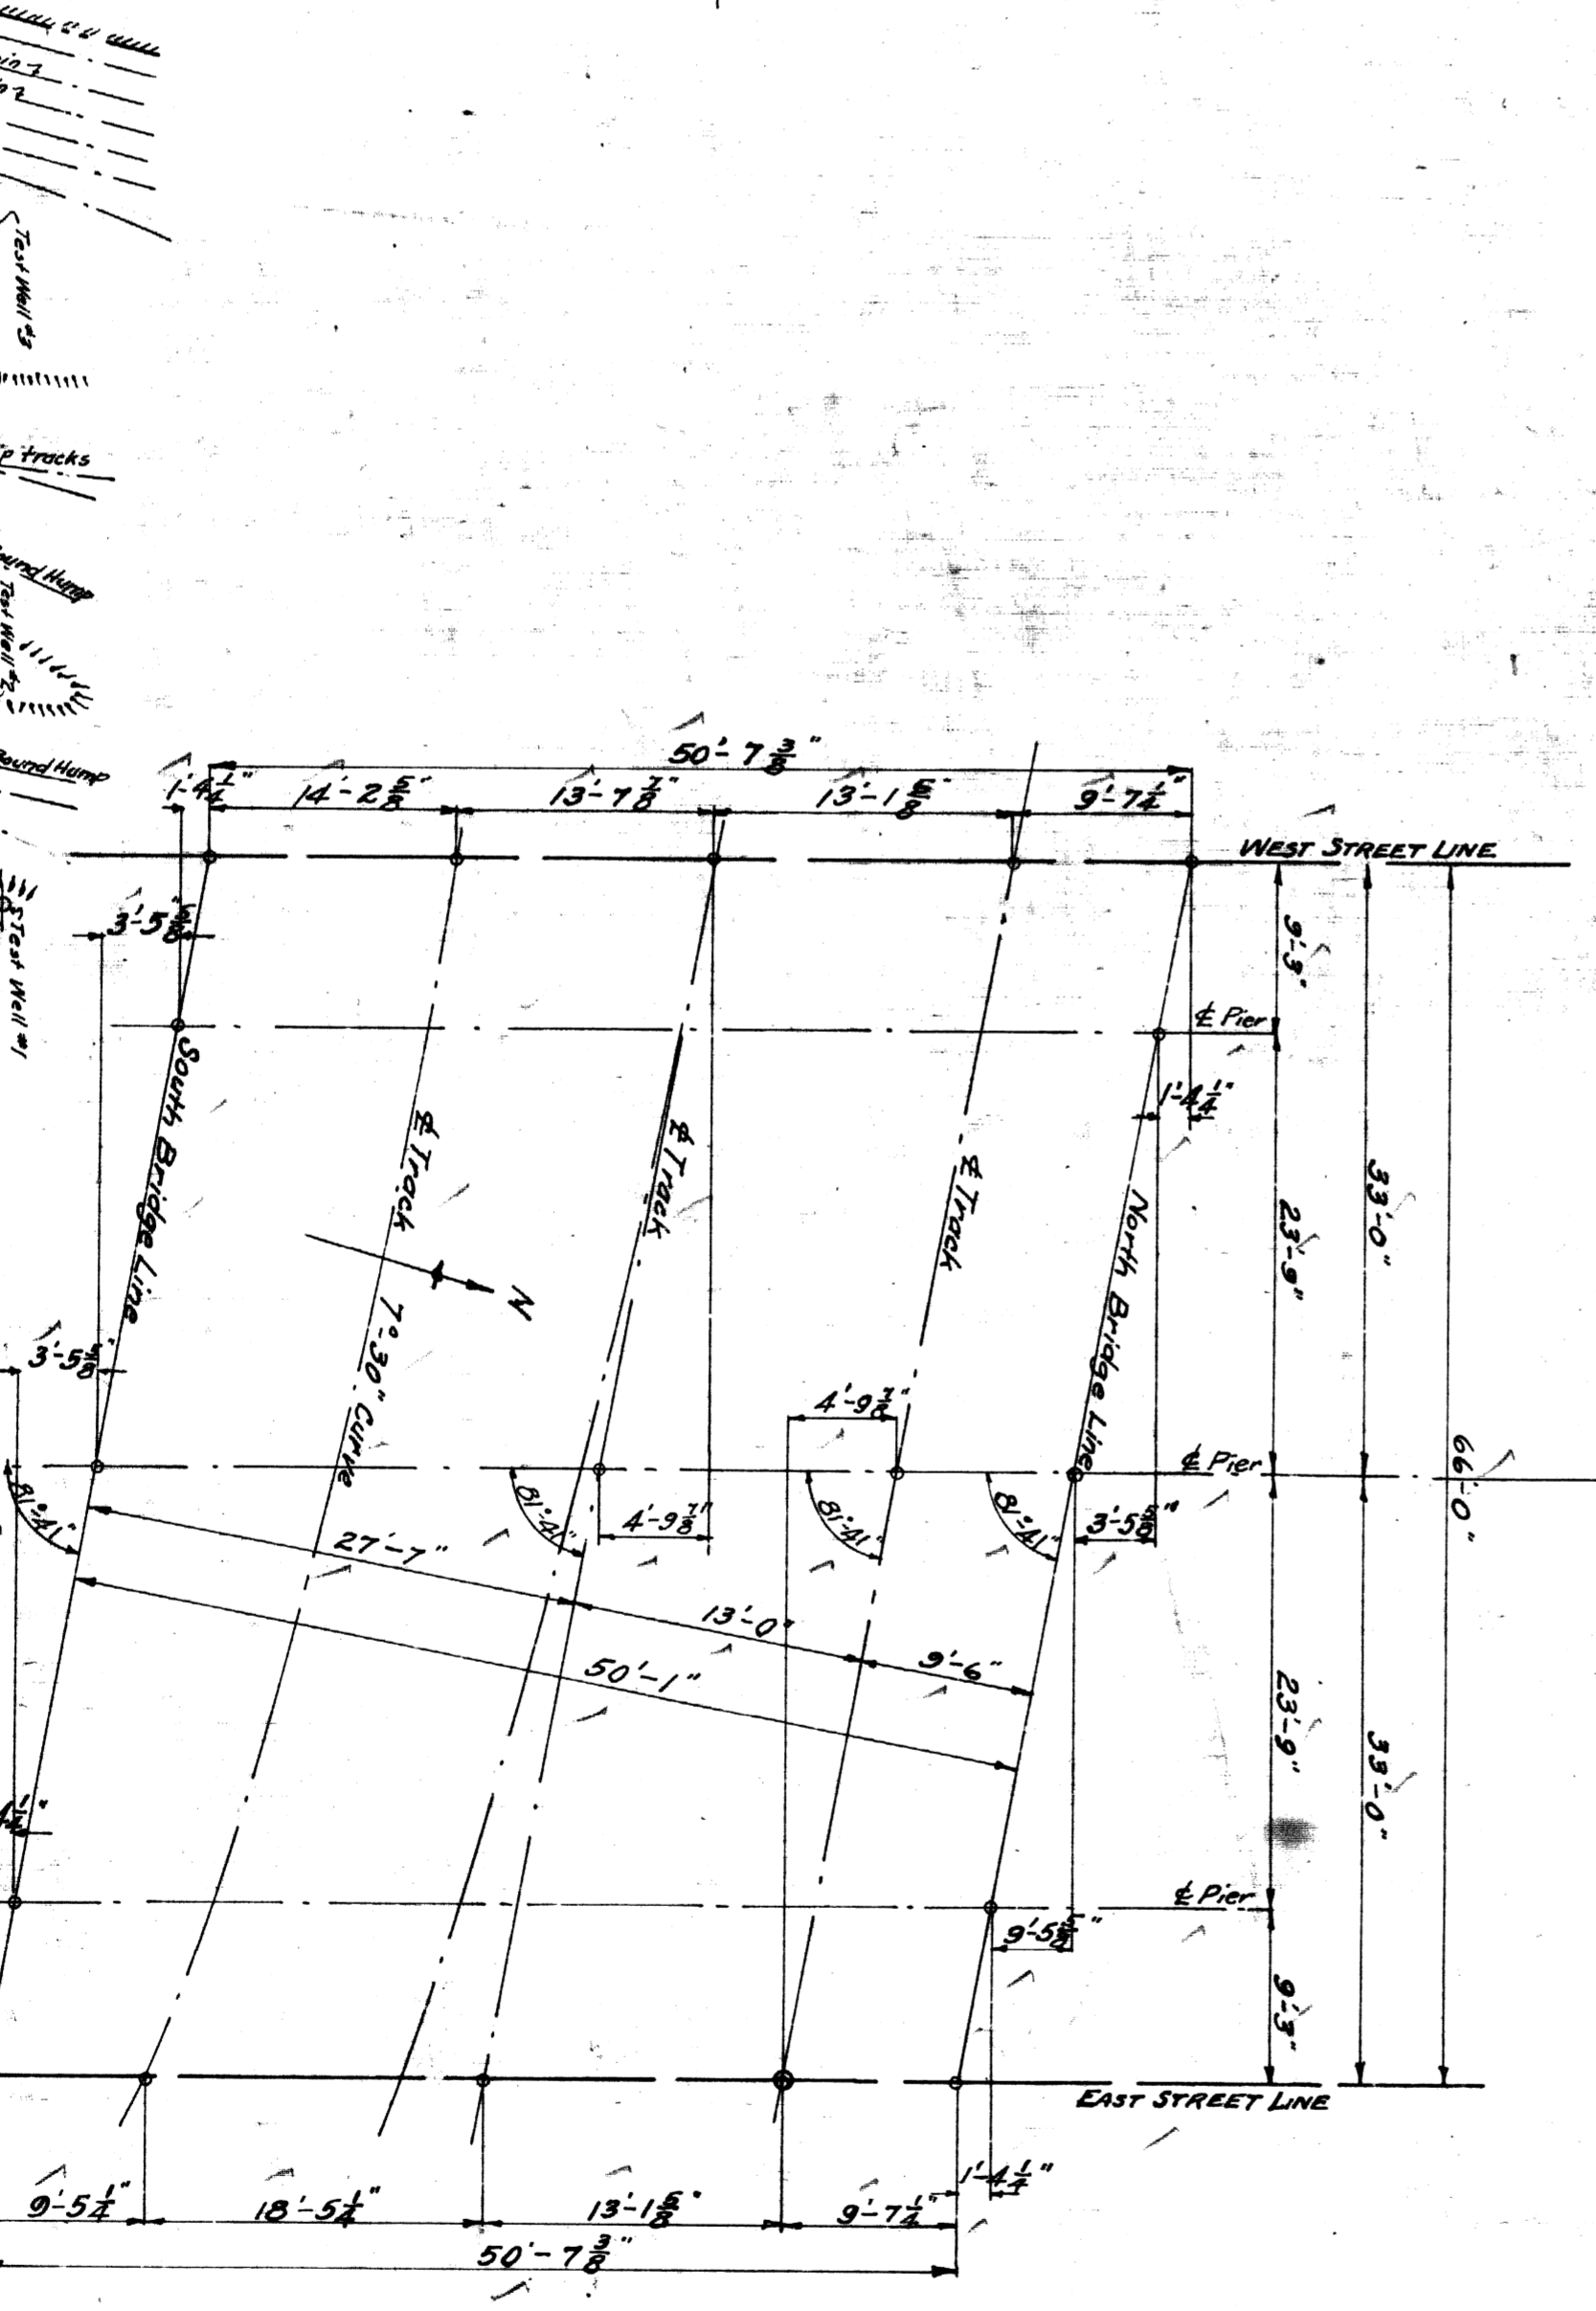 Test Well #3
p tracks
ound Hump
Test Well #2
Bound Hump
Test Well #1
50'-7 3/8"
1'-4 1/4"
14'-2 5/8"
13'-7 7/8"
13'-1 5/8"
9'-7 1/4"
WEST STREET LINE
3'-5 5/8"
9'-3"
℄ Pier
1'-4 1/4"
South Bridge Line
℄ Track
℄ Track
℄ Track
North Bridge Line
33'-0"
23'-9"
N
7°-30" Curve
3'-5 5/8"
4'-9 7/8"
℄ Pier
66'-0"
81°-41"
81°-41"
4'-9 7/8"
81°-41"
81°-41"
3'-5 5/8"
27'-7"
13'-0"
9'-6"
50'-1"
23'-9"
33'-0"
℄ Pier
9'-5 5/8"
9'-3"
EAST STREET LINE
1'-4 1/4"
9'-5 1/4"
18'-5 1/4"
13'-1 5/8"
9'-7 1/4"
50'-7 3/8"